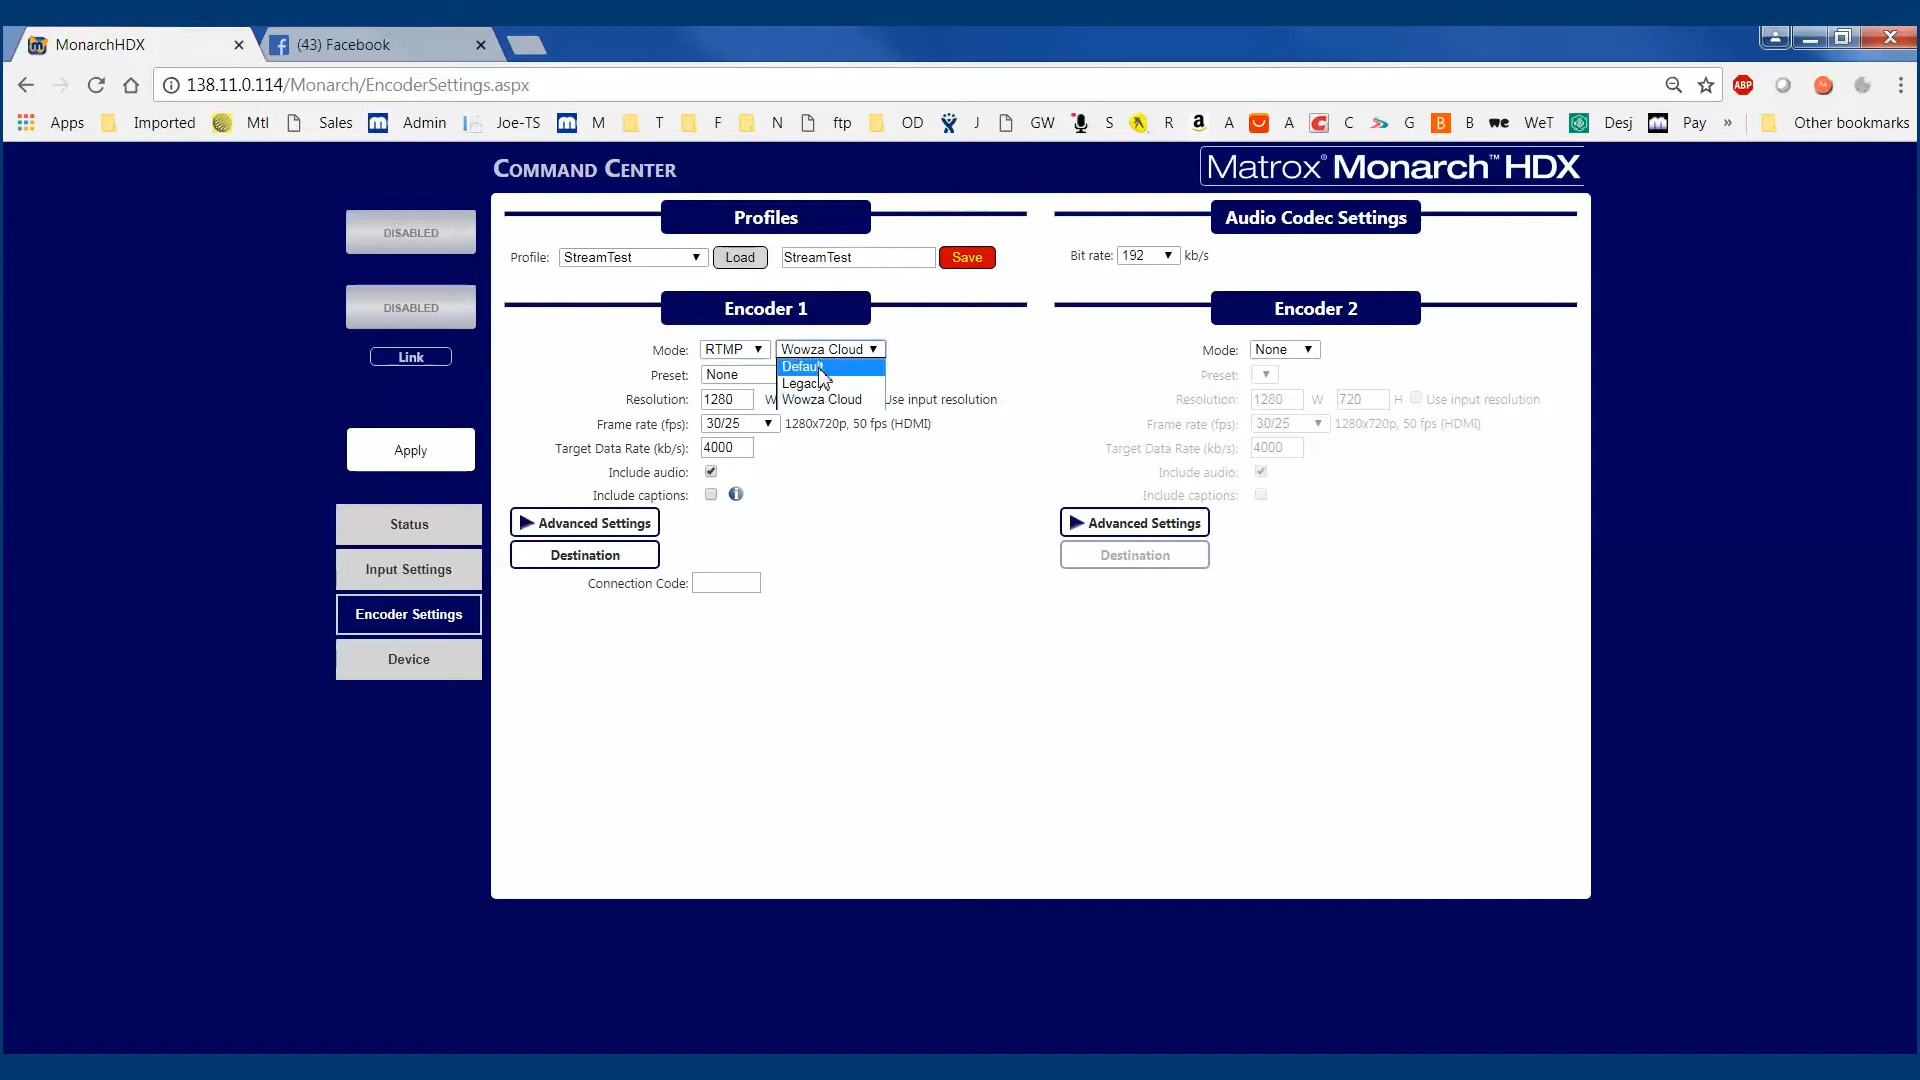 MonarchHDX
(43) Facebook
138.11.0.114/Monarch/EncoderSettings.aspx
ABP
Apps Imported Mtl Sales Admin Joe-TS M T F N ftp OD J GW S R A A C G B B we WeT Desj Pay » Other bookmarks
COMMAND CENTER
Matrox® Monarch™ HDX
DISABLED
DISABLED
Link
Apply
Status
Input Settings
Encoder Settings
Device
Profiles
Profile: StreamTest Load StreamTest Save
Audio Codec Settings
Bit rate: 192 kb/s
Encoder 1
Mode: RTMP Wowza Cloud
Default
Legacy
Wowza Cloud
Preset: None
Resolution: 1280 W Use input resolution
Frame rate (fps): 30/25 1280x720p, 50 fps (HDMI)
Target Data Rate (kb/s): 4000
Include audio:
Include captions:
Advanced Settings
Destination
Connection Code:
Encoder 2
Mode: None
Preset:
Resolution: 1280 W 720 H Use input resolution
Frame rate (fps): 30/25 1280x720p, 50 fps (HDMI)
Target Data Rate (kb/s): 4000
Include audio:
Include captions:
Advanced Settings
Destination